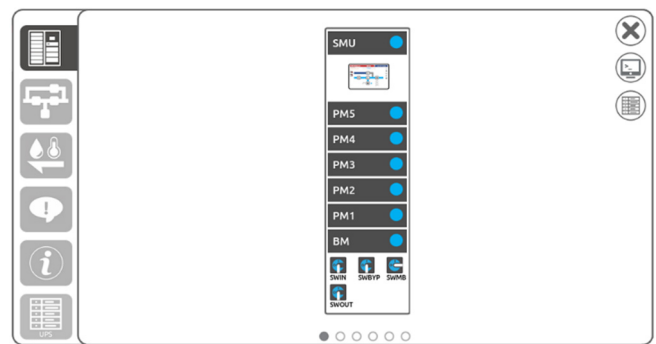 SMU
PM5
PM4
PM3
PM2
PM1
BM
SWIN SWBYP SWMB
SWOUT
UPS